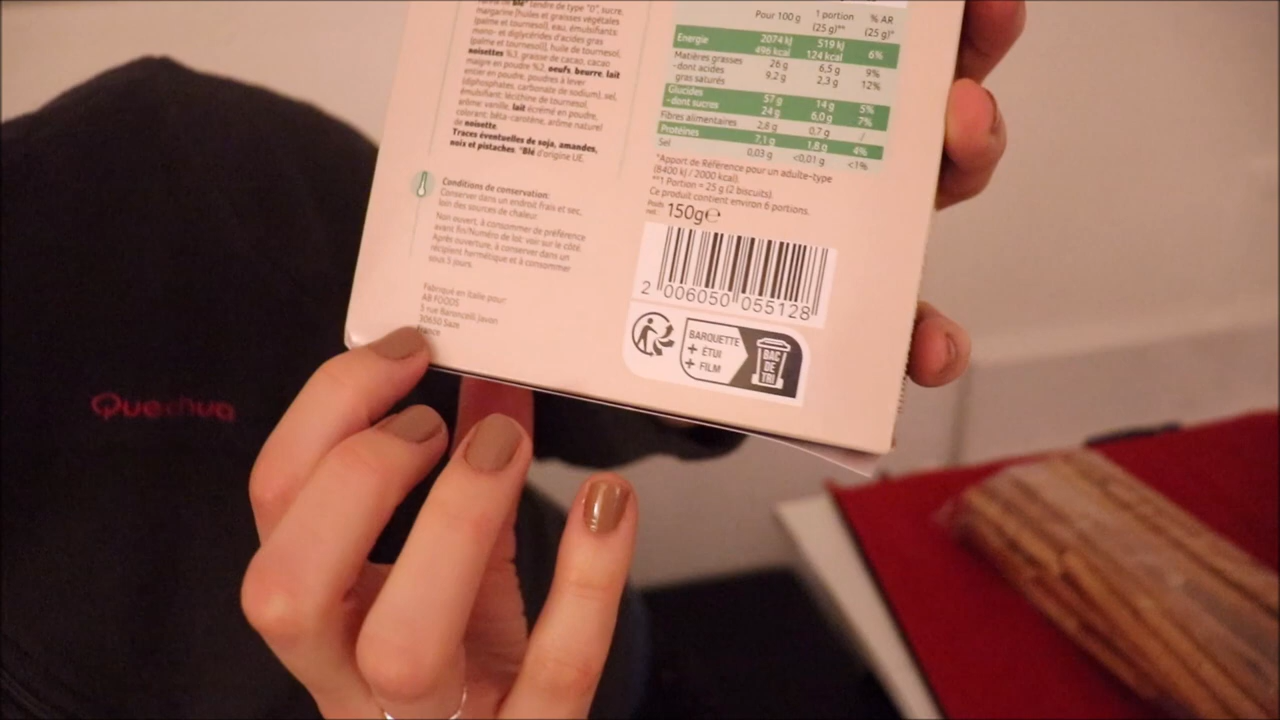 farine de blé* tendre de type "0", sucre,
margarine [huiles et graisses végétales
(palme et tournesol), eau, émulsifiants:
mono- et diglycérides d'acides gras
(palme et tournesol)], huile de tournesol,
noisettes %3, graisse de cacao, cacao
maigre en poudre %2, oeufs, beurre, lait
entier en poudre, poudres à lever
(diphosphates, carbonate de sodium), sel,
émulsifiant: lécithine de tournesol,
arôme: vanille, lait écrémé en poudre,
colorant: bêta-carotène, arôme naturel
de noisette.
Traces éventuelles de soja, amandes,
noix et pistaches. *Blé d'origine UE.
Conditions de conservation:
Conserver dans un endroit frais et sec,
loin des sources de chaleur.
Non ouvert, à consommer de préférence
avant fin/Numéro de lot: voir sur le côté.
Après ouverture, à conserver dans un
récipient hermétique et à consommer
sous 5 jours.
Fabriqué en Italie pour:
AB FOODS
3 rue Baroncelli Javon
30650 Saze
France
Pour 100 g 1 portion (25 g)** % AR (25 g)*
Energie 2074 kJ 496 kcal 519 kJ 124 kcal 6%
Matières grasses 26 g 6,5 g 9%
-dont acides gras saturés 9,2 g 2,3 g 12%
Glucides 57 g 14 g 5%
-dont sucres 24 g 6,0 g 7%
Fibres alimentaires 2,8 g 0,7 g /
Protéines 7,1 g 1,8 g 4%
Sel 0,03 g <0,01 g <1%
*Apport de Référence pour un adulte-type
(8400 kJ / 2000 kcal).
**1 Portion = 25 g (2 biscuits).
Ce produit contient environ 6 portions.
Poids net: 150g e
2 006050 055128
BARQUETTE
+ ÉTUI
+ FILM
BAC
DE
TRI
Quechua